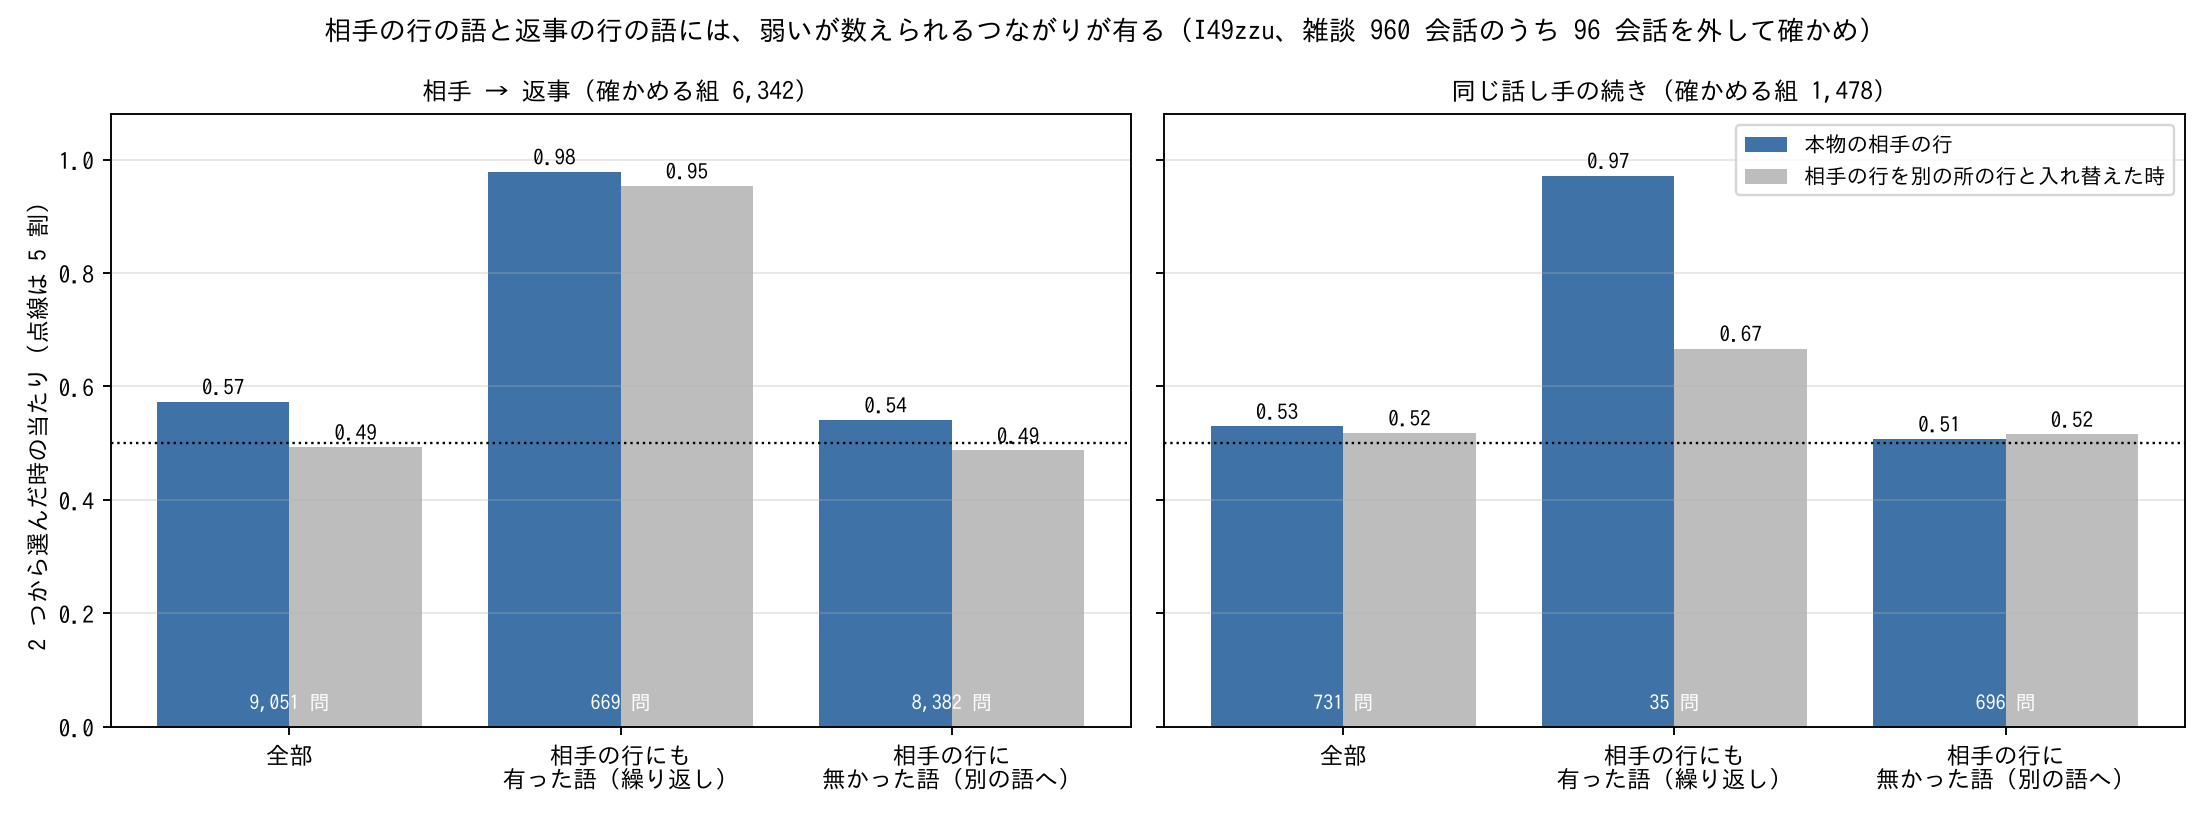 相手の行の語と返事の行の語には、弱いが数えられるつながりが有る（I49zzu、雑談 960 会話のうち 96 会話を外して確かめ）
相手 → 返事（確かめる組 6,342）
2 つから選んだ時の当たり（点線は 5 割）
1.0
0.8
0.6
0.4
0.2
0.0
0.57
0.49
0.98
0.95
0.54
0.49
9,051 問
669 問
8,382 問
全部
相手の行にも
有った語（繰り返し）
相手の行に
無かった語（別の語へ）
同じ話し手の続き（確かめる組 1,478）
本物の相手の行
相手の行を別の所の行と入れ替えた時
0.53
0.52
0.97
0.67
0.51
0.52
731 問
35 問
696 問
全部
相手の行にも
有った語（繰り返し）
相手の行に
無かった語（別の語へ）